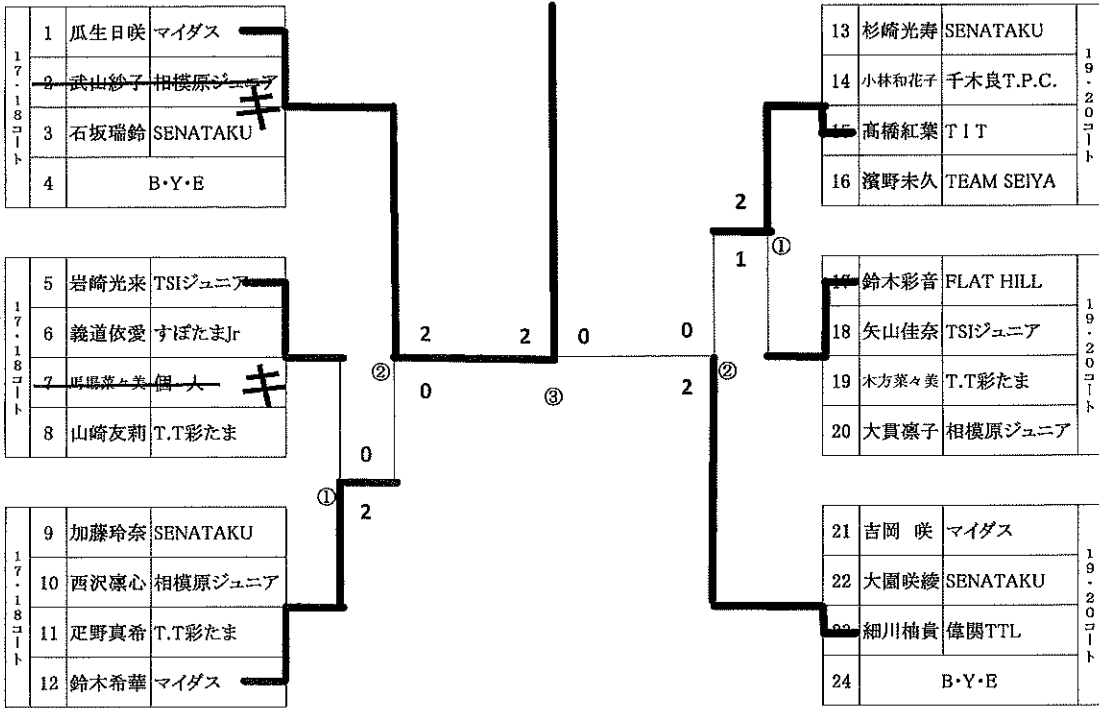 17・18コート
1 瓜生日咲 マイダス
2 武山紗子 相模原ジュニア キ
3 石坂瑞鈴 SENATAKU
4 B・Y・E
17・18コート
5 岩崎光来 TSIジュニア
6 義道依愛 すぽたまJr
7 馬場菜々美 個 人 キ
8 山崎友莉 T.T彩たま
17・18コート
9 加藤玲奈 SENATAKU
10 西沢凛心 相模原ジュニア
11 疋野真希 T.T彩たま
12 鈴木希華 マイダス
2
②
0
0
①
2
2 0
③
2
1
①
0
②
2
13 杉崎光寿 SENATAKU
14 小林和花子 千木良T.P.C.
15 髙橋紅葉 TIT
16 濱野未久 TEAM SEIYA
19・20コート
17 鈴木彩音 FLAT HILL
18 矢山佳奈 TSIジュニア
19 木方菜々美 T.T彩たま
20 大貫凛子 相模原ジュニア
19・20コート
21 吉岡 咲 マイダス
22 大園咲綾 SENATAKU
23 細川柚貴 偉関TTL
24 B・Y・E
19・20コート